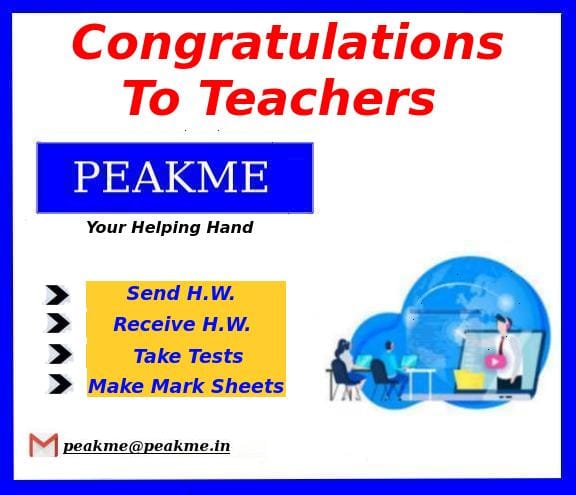 Congratulations
To Teachers
PEAKME
Your Helping Hand
Send H.W.
Receive H.W.
Take Tests
Make Mark Sheets
peakme@peakme.in